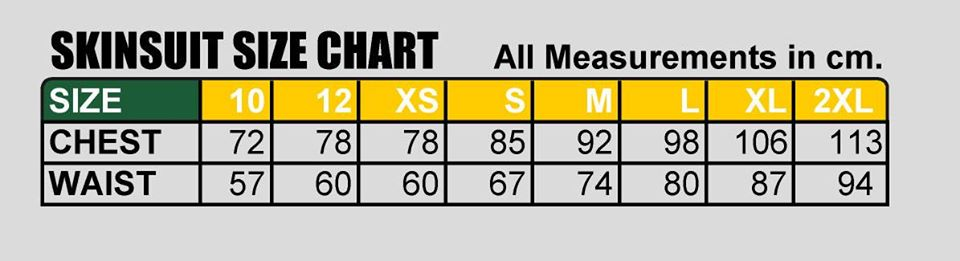 SKINSUIT SIZE CHART All Measurements in cm.
SIZE 10 12 XS S M L XL 2XL
CHEST 72 78 78 85 92 98 106 113
WAIST 57 60 60 67 74 80 87 94